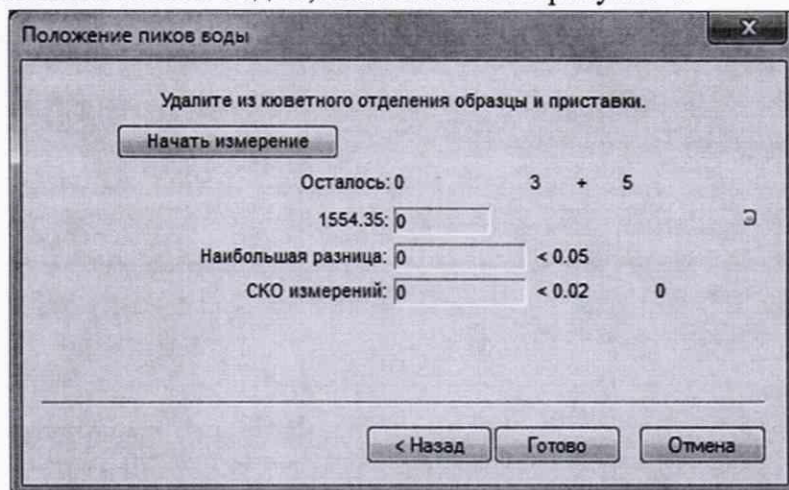 Положение пиков воды
X
Удалите из кюветного отделения образцы и приставки.
Начать измерение
Осталось: 0 3 + 5
1554.35: 0
Наибольшая разница: 0 < 0.05
СКО измерений: 0 < 0.02 0
< Назад Готово Отмена